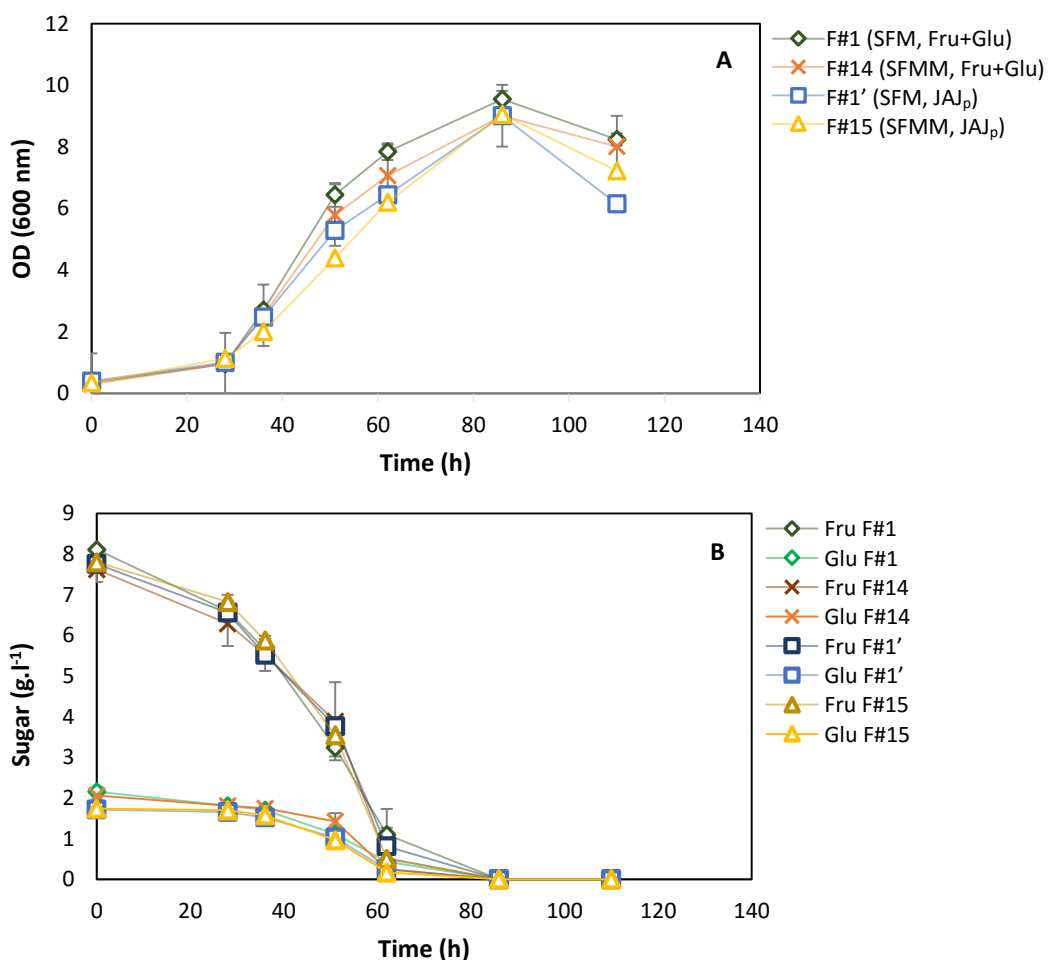 A
12
10
8
6
4
2
0
OD (600 nm)
0 20 40 60 80 100 120 140
Time (h)
F#1 (SFM, Fru+Glu)
F#14 (SFMM, Fru+Glu)
F#1’ (SFM, JAJp)
F#15 (SFMM, JAJp)
B
9
8
7
6
5
4
3
2
1
0
Sugar (g.l-1)
0 20 40 60 80 100 120 140
Time (h)
Fru F#1
Glu F#1
Fru F#14
Glu F#14
Fru F#1’
Glu F#1’
Fru F#15
Glu F#15